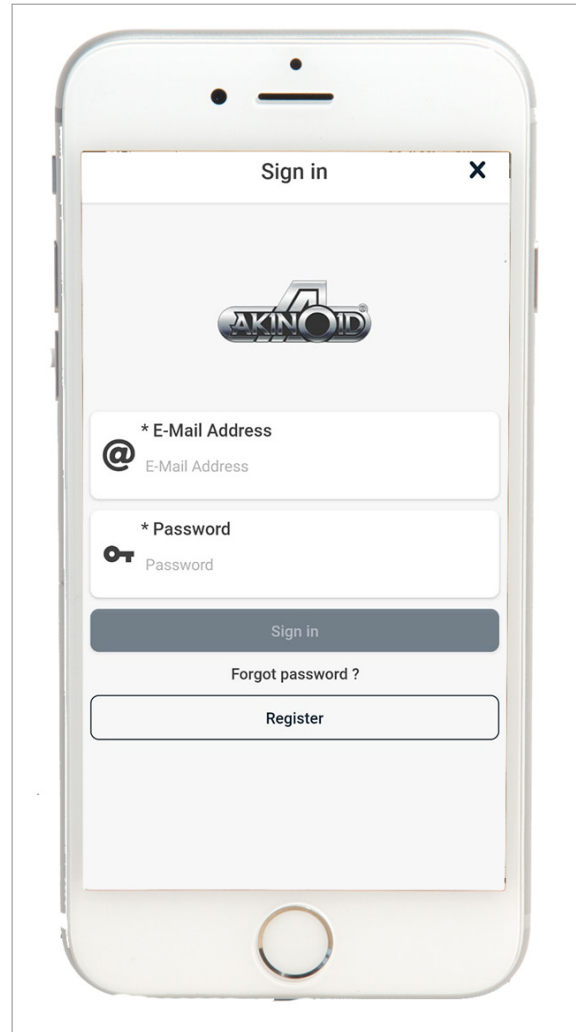 Sign in
AKINOID®
* E-Mail Address
@ E-Mail Address
* Password
Password
Sign in
Forgot password ?
Register